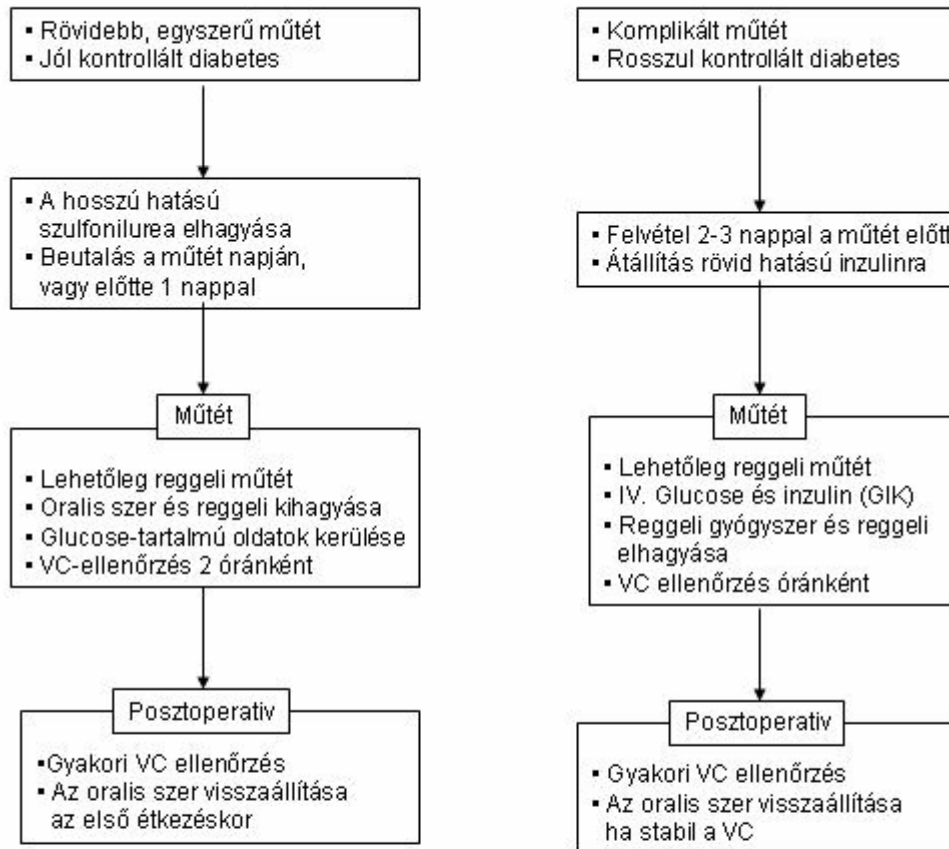 ▪ Rövidebb, egyszerű műtét
▪ Jól kontrollált diabetes
▪ A hosszú hatású
szulfonilurea elhagyása
▪ Beutalás a műtét napján,
vagy előtte 1 nappal
Műtét
▪ Lehetőleg reggeli műtét
▪ Oralis szer és reggeli kihagyása
▪ Glucose-tartalmú oldatok kerülése
▪ VC-ellenőrzés 2 óránként
Posztoperativ
▪Gyakori VC ellenőrzés
▪ Az oralis szer visszaállítása
az első étkezéskor
▪ Komplikált műtét
▪ Rosszul kontrollált diabetes
▪ Felvétel 2-3 nappal a műtét előtt
▪ Átállítás rövid hatású inzulinra
Műtét
▪ Lehetőleg reggeli műtét
▪ IV. Glucose és inzulin (GIK)
▪ Reggeli gyógyszer és reggeli
elhagyása
▪ VC ellenőrzés óránként
Posztoperativ
▪ Gyakori VC ellenőrzés
▪ Az oralis szer visszaállítása
ha stabil a VC